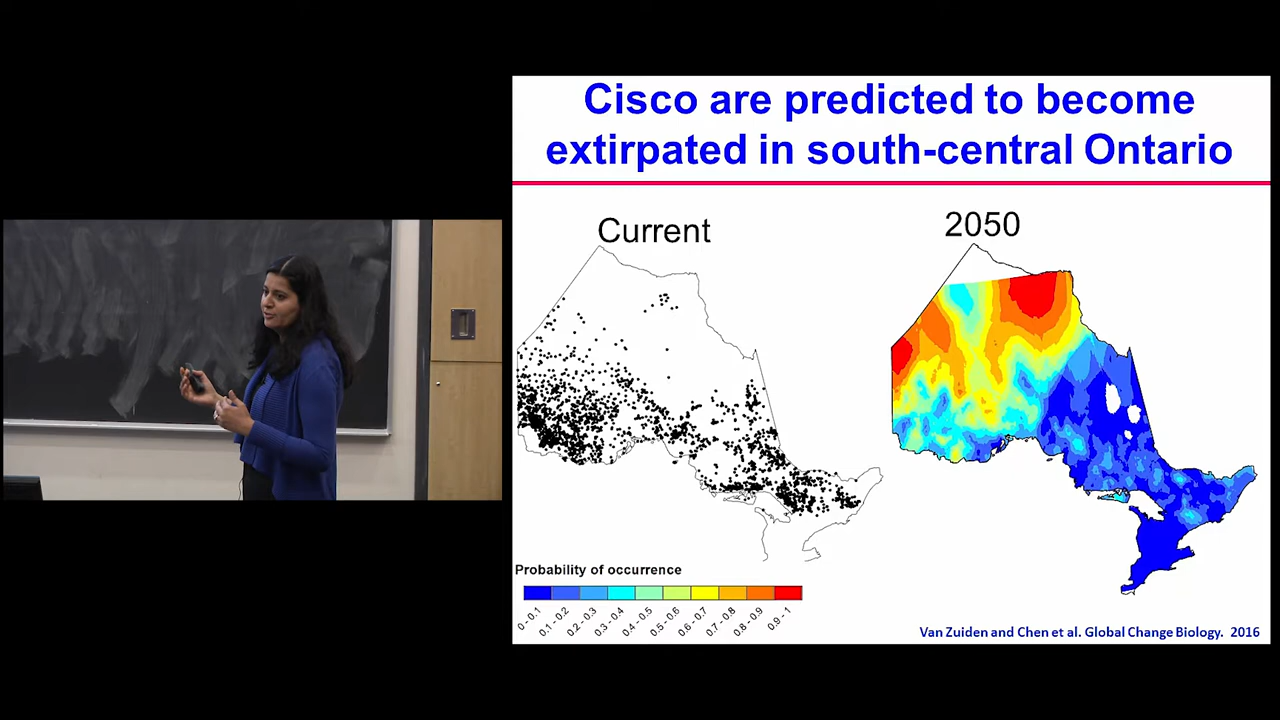 Cisco are predicted to become
extirpated in south-central Ontario
Current
2050
Probability of occurrence
0 - 0.1
0.1 - 0.2
0.2 - 0.3
0.3 - 0.4
0.4 - 0.5
0.5 - 0.6
0.6 - 0.7
0.7 - 0.8
0.8 - 0.9
0.9 - 1
Van Zuiden and Chen et al. Global Change Biology. 2016